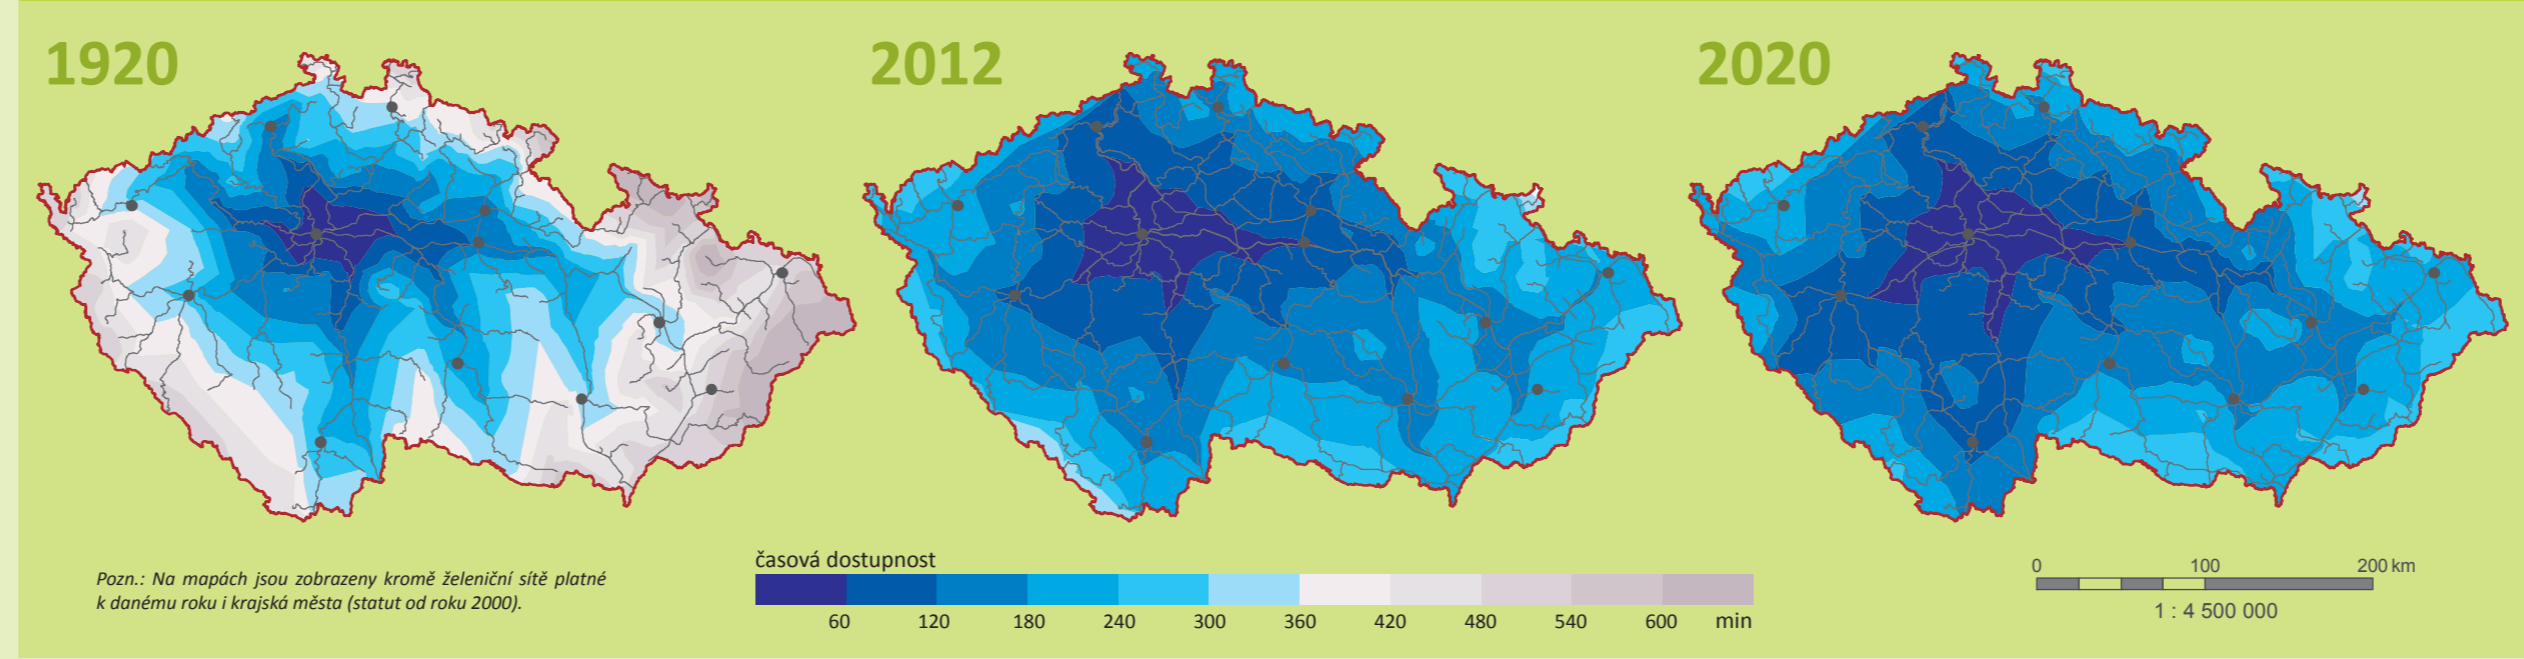 1920
2012
2020
Pozn.: Na mapách jsou zobrazeny kromě želeniční sítě platné
k danému roku i krajská města (statut od roku 2000).
časová dostupnost
60 120 180 240 300 360 420 480 540 600 min
0 100 200 km
1 : 4 500 000